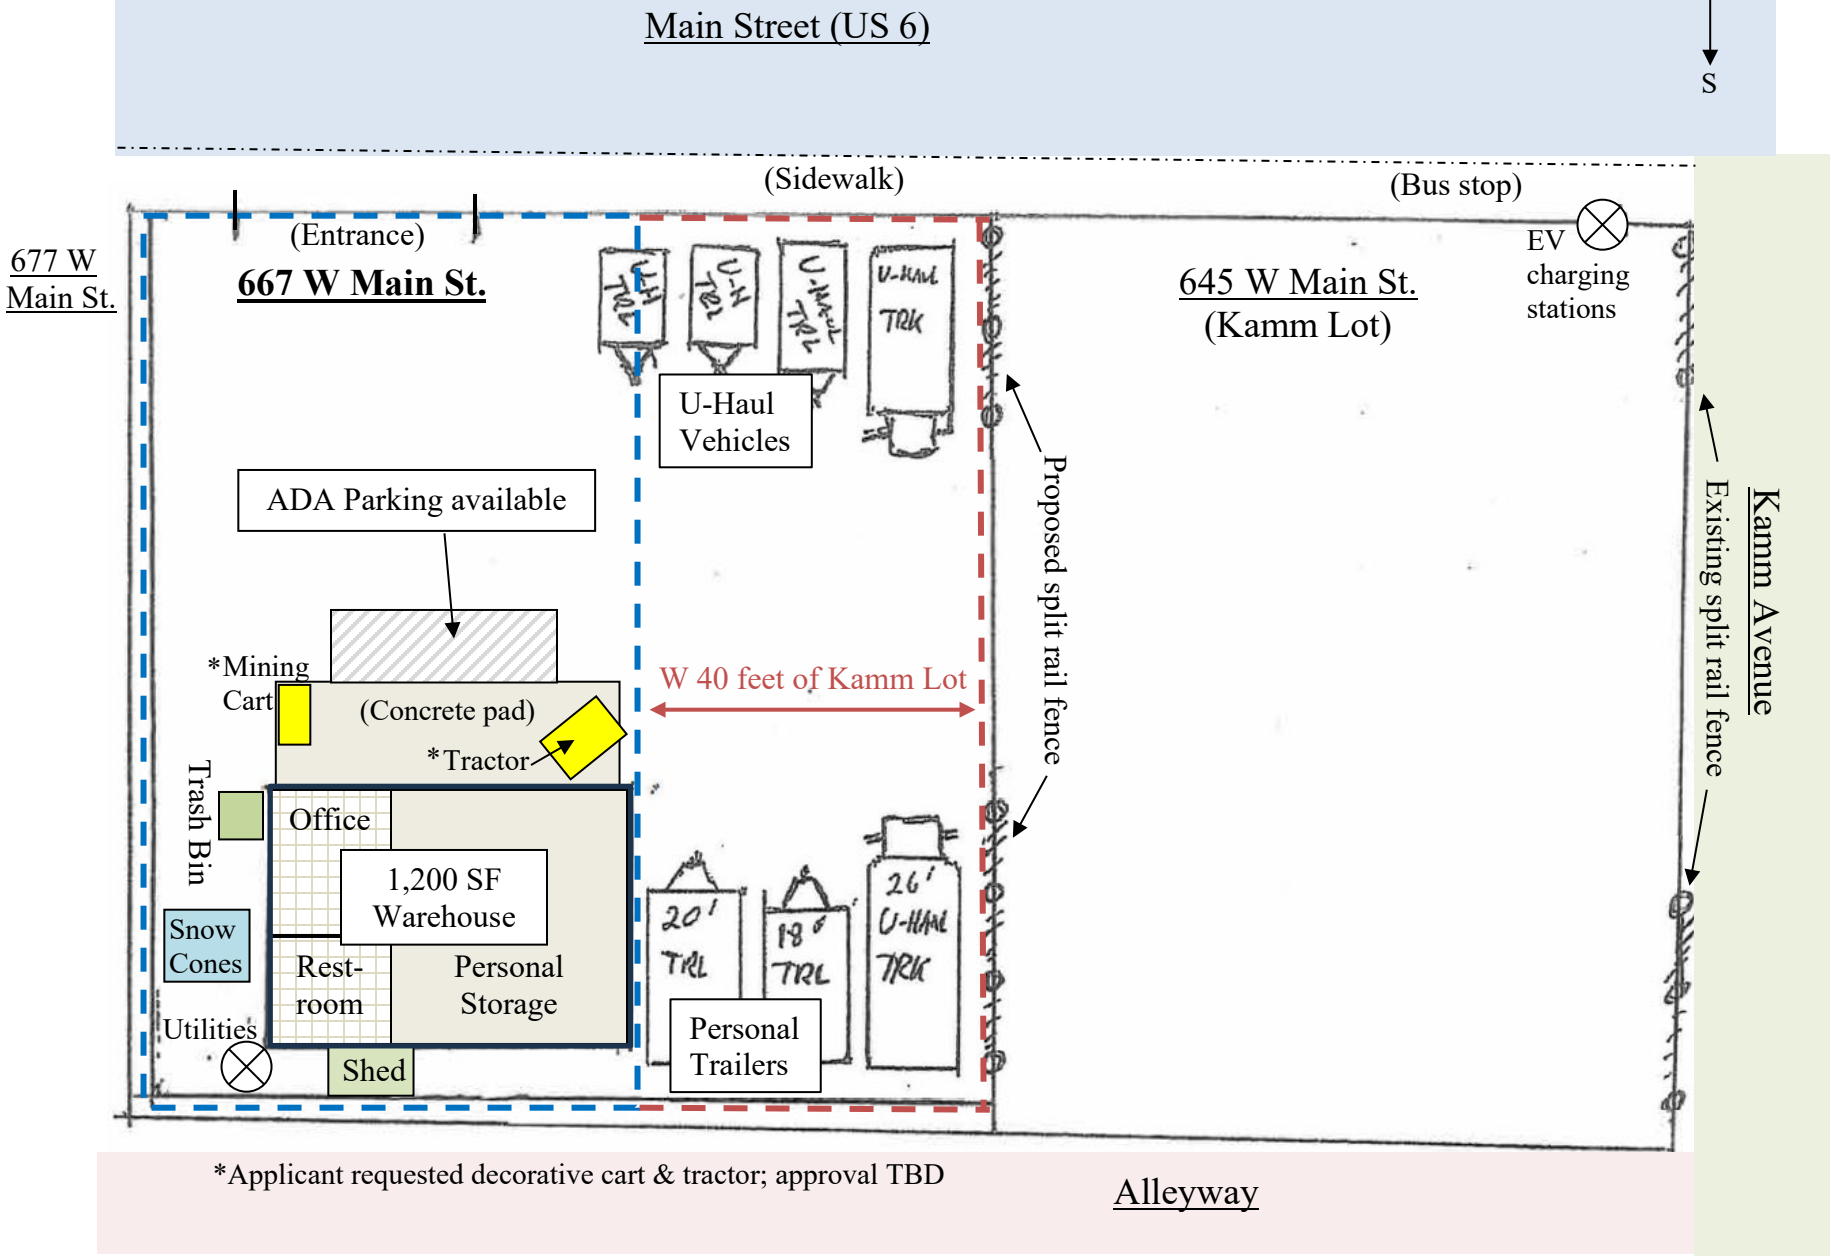 Main Street (US 6)
S
(Sidewalk)
(Bus stop)
(Entrance)
677 W
Main St.
667 W Main St.
U-H
TRL
U-H
TRL
U-HAUL
TRL
U-HAUL
TRK
645 W Main St.
(Kamm Lot)
EV
charging
stations
U-Haul
Vehicles
ADA Parking available
Proposed split rail fence
Existing split rail fence
Kamm Avenue
*Mining
Cart
(Concrete pad)
*Tractor
W 40 feet of Kamm Lot
Trash Bin
Office
1,200 SF
Warehouse
Snow
Cones
Rest-
room
Personal
Storage
20'
TRL
18'
TRL
26'
U-HAUL
TRK
Utilities
Shed
Personal
Trailers
*Applicant requested decorative cart & tractor; approval TBD
Alleyway